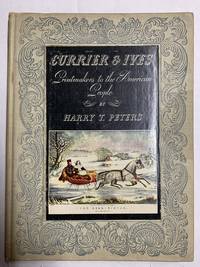 CURRIER & IVES
Printmakers to the American
People
BY
HARRY T. PETERS